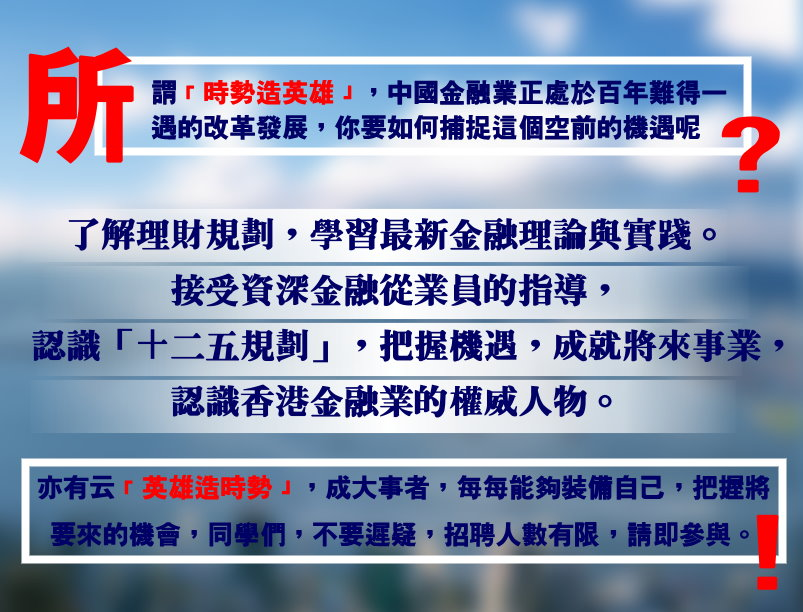 所謂『時勢造英雄』，中國金融業正處於百年難得一
遇的改革發展，你要如何捕捉這個空前的機遇呢？
了解理財規劃，學習最新金融理論與實踐。
接受資深金融從業員的指導，
認識「十二五規劃」，把握機遇，成就將來事業，
認識香港金融業的權威人物。
亦有云『英雄造時勢』，成大事者，每每能夠裝備自己，把握將
要來的機會，同學們，不要遲疑，招聘人數有限，請即參與。！